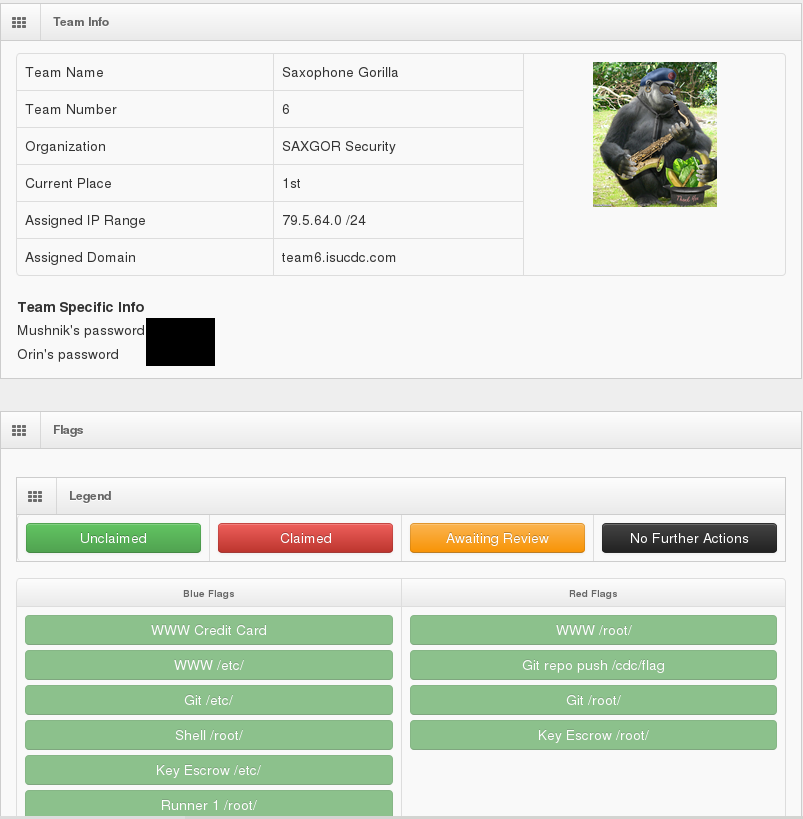 Team Info
Team Name Saxophone Gorilla
Team Number 6
Organization SAXGOR Security
Current Place 1st
Assigned IP Range 79.5.64.0 /24
Assigned Domain team6.isucdc.com
Team Specific Info
Mushnik's password
Orin's password
Flags
Legend
Unclaimed Claimed Awaiting Review No Further Actions
Blue Flags Red Flags
WWW Credit Card WWW /root/
WWW /etc/ Git repo push /cdc/flag
Git /etc/ Git /root/
Shell /root/ Key Escrow /root/
Key Escrow /etc/
Runner 1 /root/